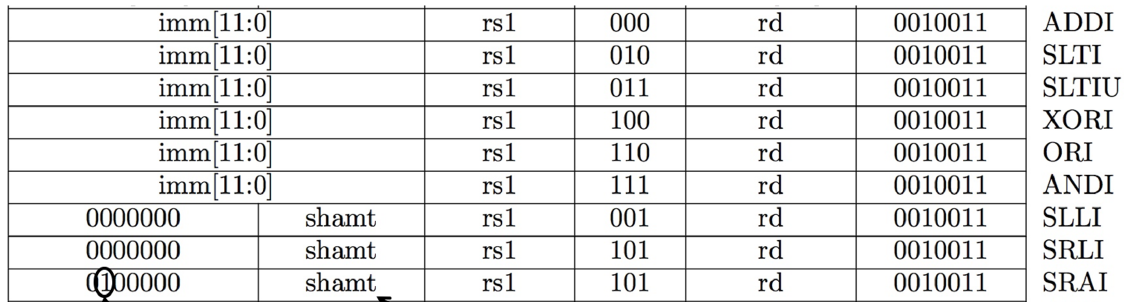 imm[11:0] rs1 000 rd 0010011 ADDI
imm[11:0] rs1 010 rd 0010011 SLTI
imm[11:0] rs1 011 rd 0010011 SLTIU
imm[11:0] rs1 100 rd 0010011 XORI
imm[11:0] rs1 110 rd 0010011 ORI
imm[11:0] rs1 111 rd 0010011 ANDI
0000000 shamt rs1 001 rd 0010011 SLLI
0000000 shamt rs1 101 rd 0010011 SRLI
0100000 shamt rs1 101 rd 0010011 SRAI